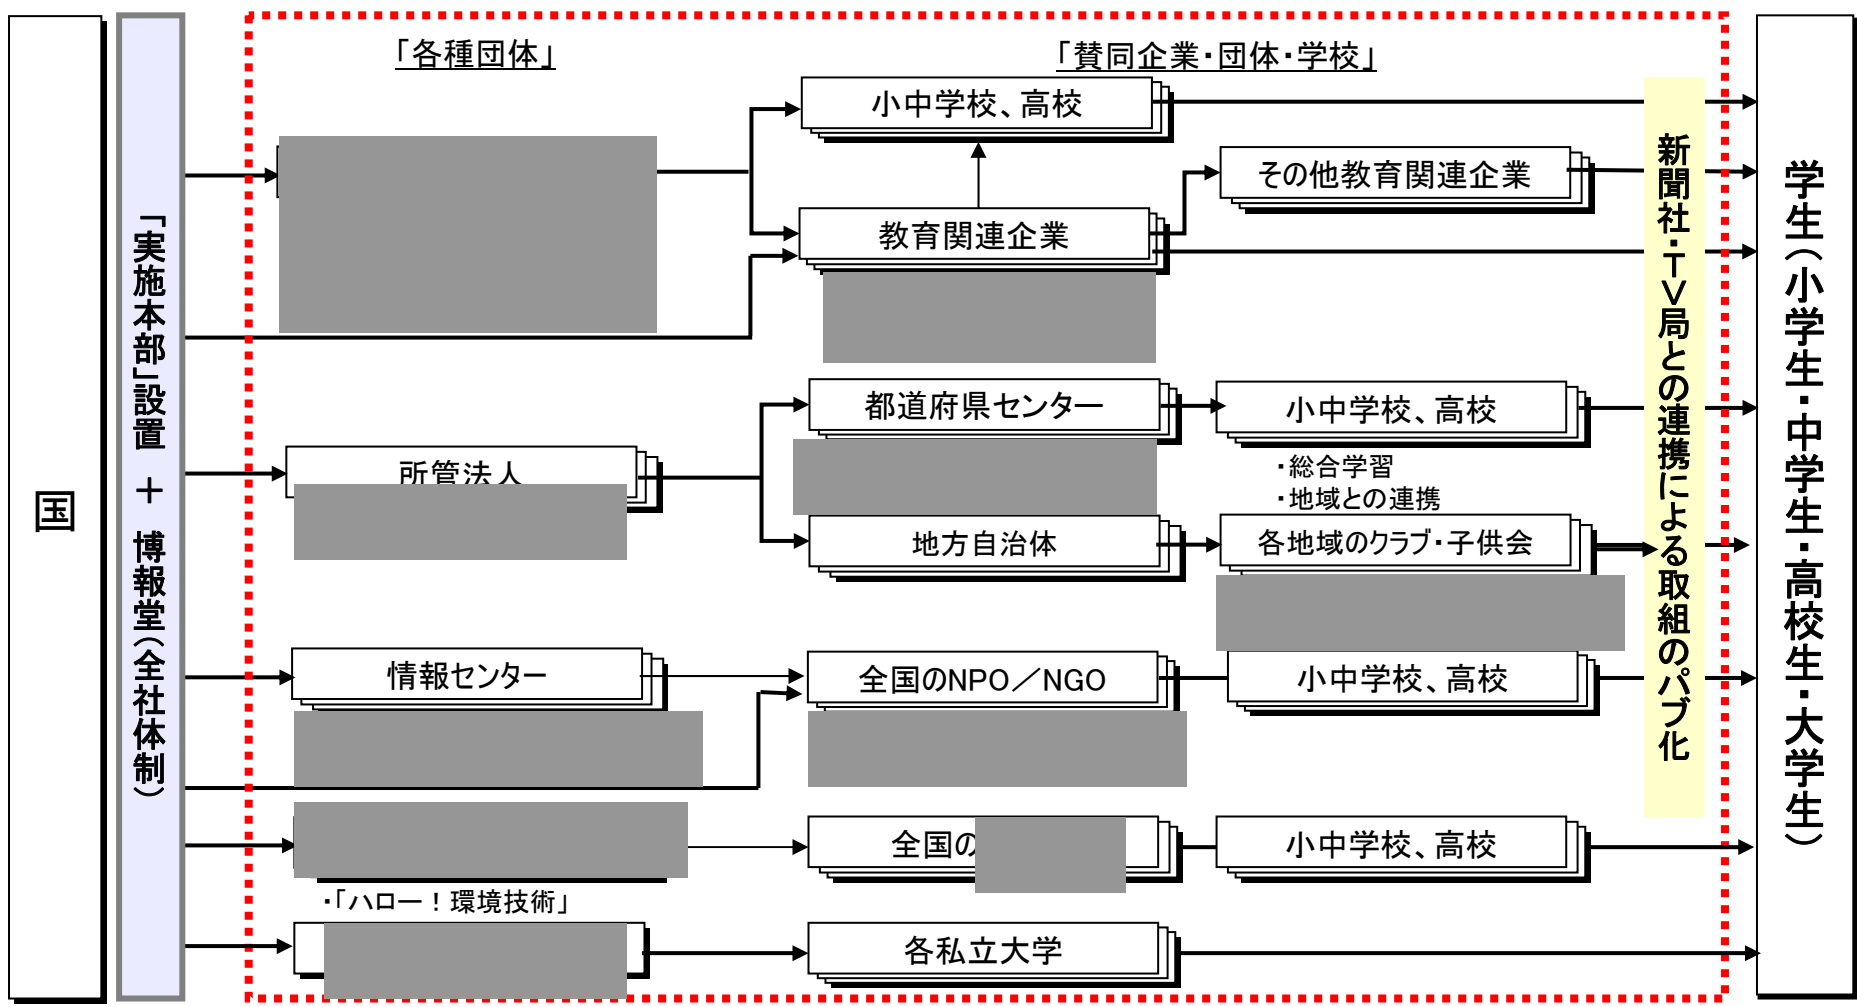 国
「実施本部」設置 ＋ 博報堂(全社体制)
「各種団体」
「賛同企業・団体・学校」
小中学校、高校
その他教育関連企業
教育関連企業
都道府県センター
小中学校、高校
・総合学習
・地域との連携
所管法人
地方自治体
各地域のクラブ・子供会
情報センター
全国のNPO／NGO
小中学校、高校
全国の
小中学校、高校
・「ハロー！環境技術」
各私立大学
新聞社・TV局との連携による取組のパブ化
学生(小学生・中学生・高校生・大学生)